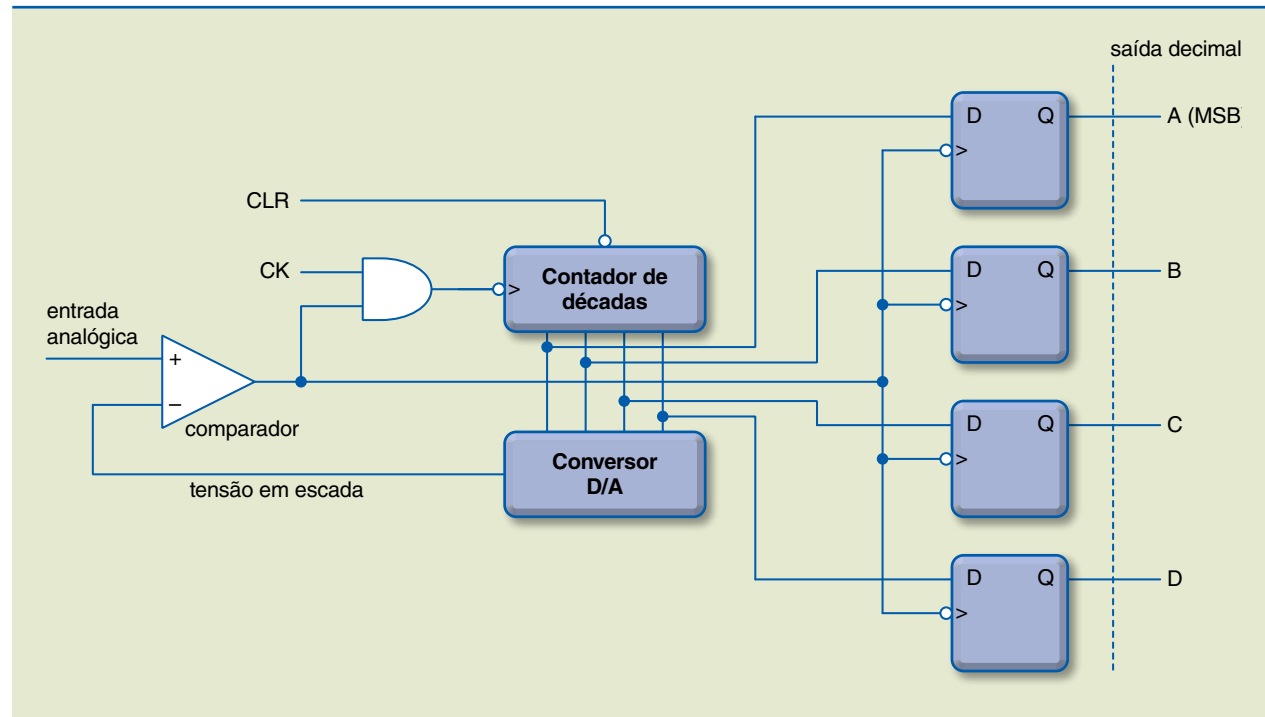 saída decimal
D Q
A (MSB)
>
CLR
CK
Contador de
décadas
>
D Q
B
>
entrada
analógica
+
−
comparador
D Q
C
>
Conversor
D/A
tensão em escada
D Q
D
>